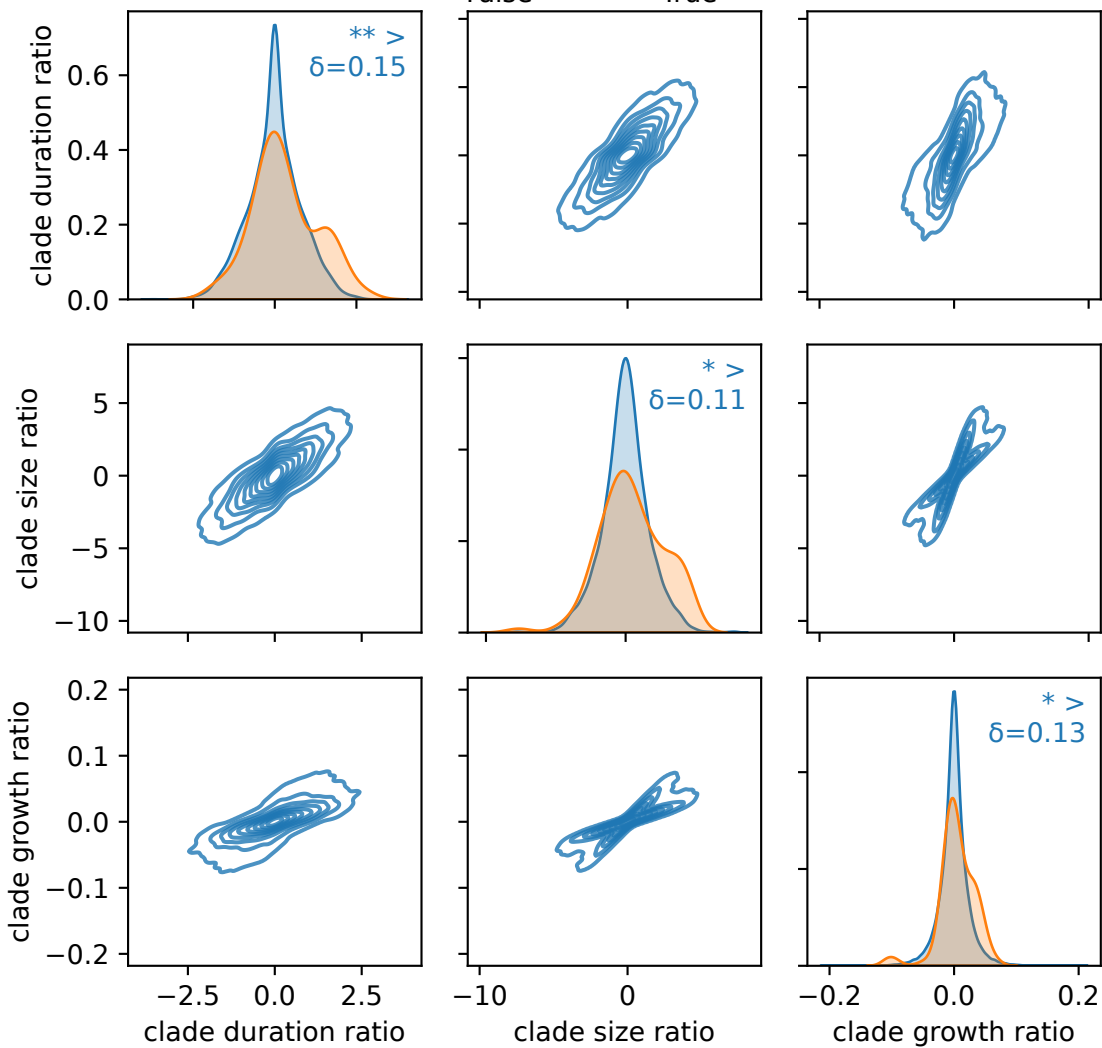 True
clade duration ratio
0.6
0.4
0.2
0.0
** >
δ=0.15
clade size ratio
5
0
−5
−10
* >
δ=0.11
clade growth ratio
0.2
0.1
0.0
−0.1
−0.2
* >
δ=0.13
−2.5 0.0 2.5
−10 0
−0.2 0.0 0.2
clade duration ratio
clade size ratio
clade growth ratio